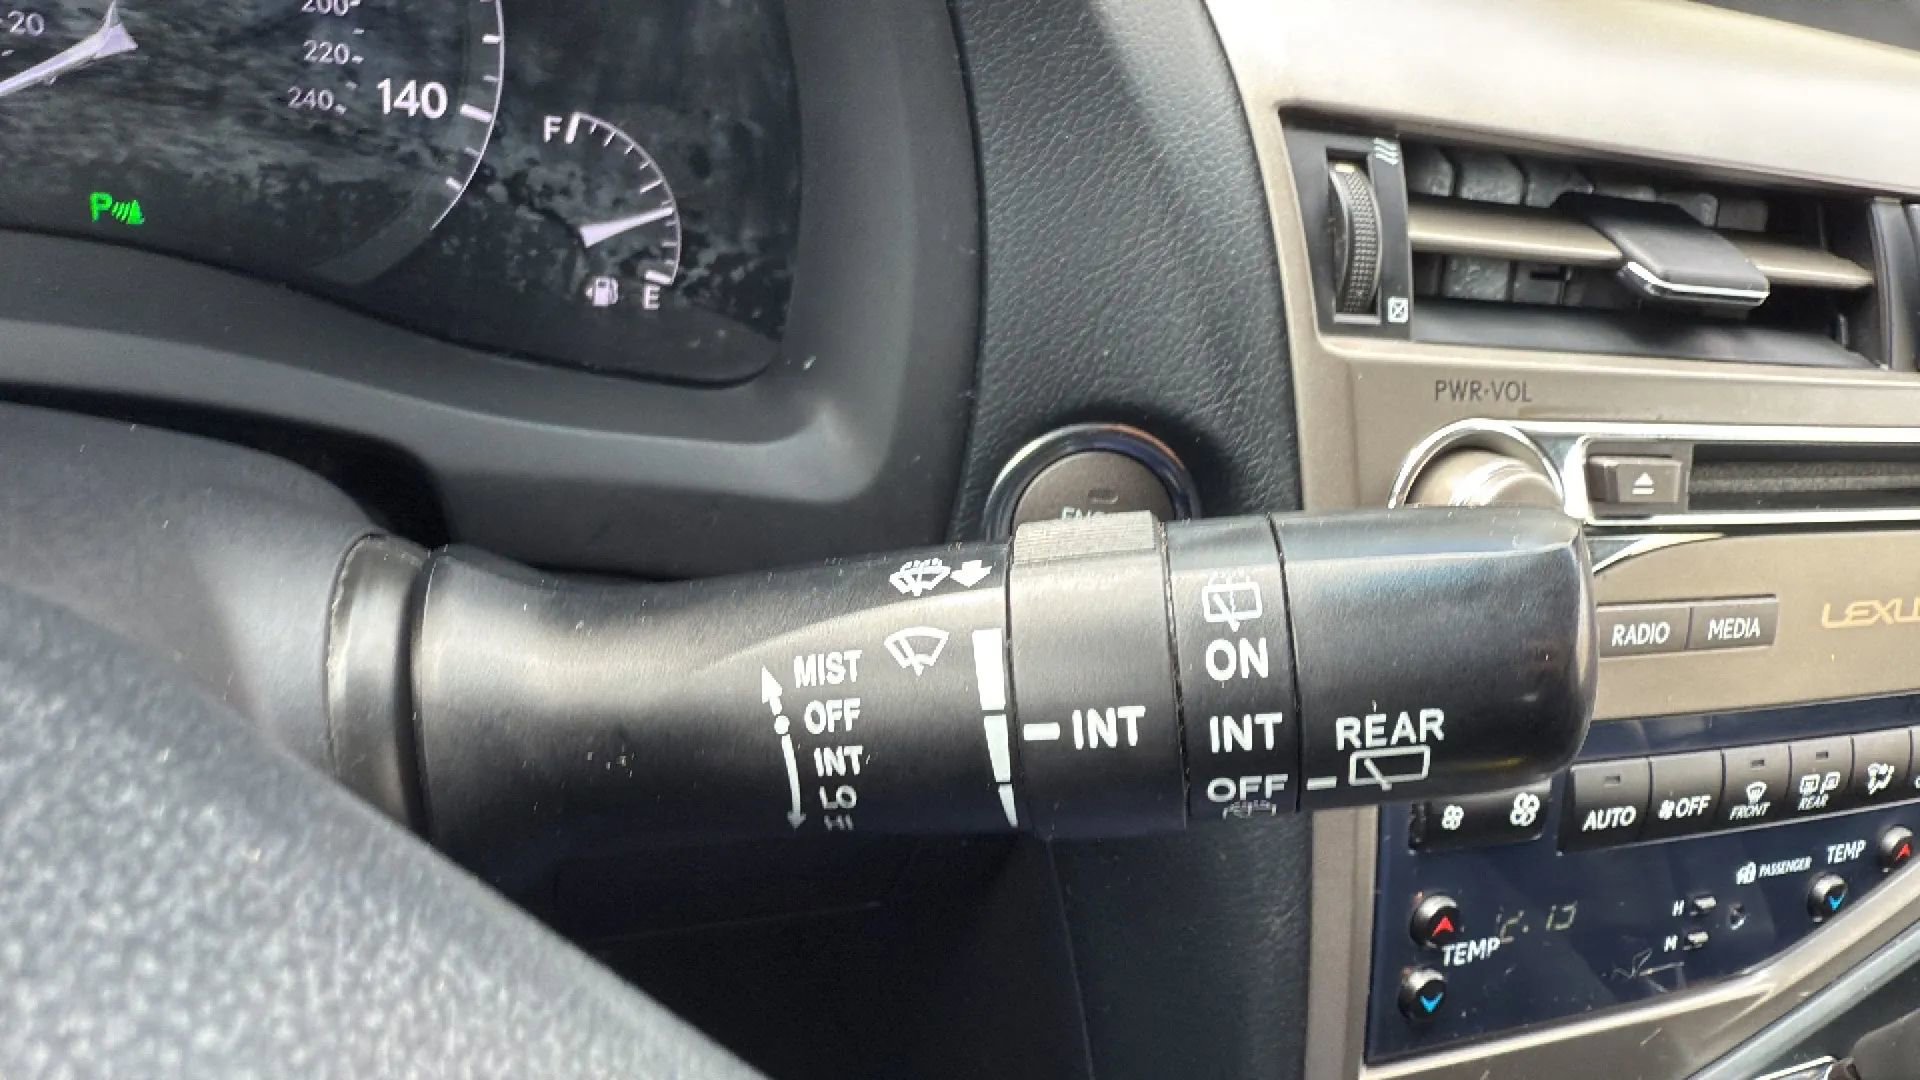 20
200
220
240
140
F
E
P
PWR·VOL
MIST
OFF
INT
LO
HI
INT
ON
INT
OFF
REAR
RADIO
MEDIA
AUTO
OFF
FRONT
REAR
PASSENGER
TEMP
H
M
TEMP